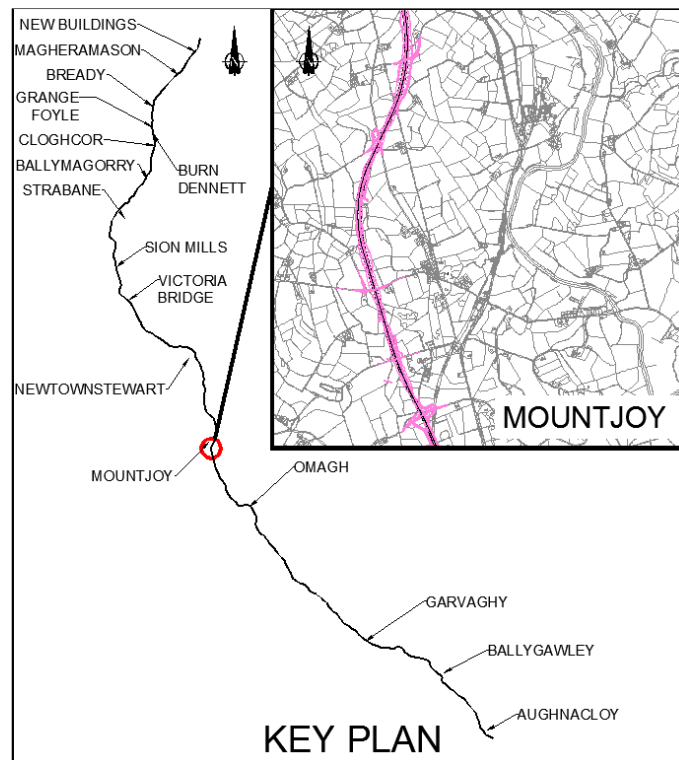 NEW BUILDINGS
MAGHERAMASON
BREADY
GRANGE
FOYLE
CLOGHCOR
BALLYMAGORRY
BURN
DENNETT
STRABANE
SION MILLS
VICTORIA
BRIDGE
NEWTOWNSTEWART
MOUNTJOY
OMAGH
GARVAGHY
BALLYGAWLEY
AUGHNACLOY
KEY PLAN
N
N
MOUNTJOY